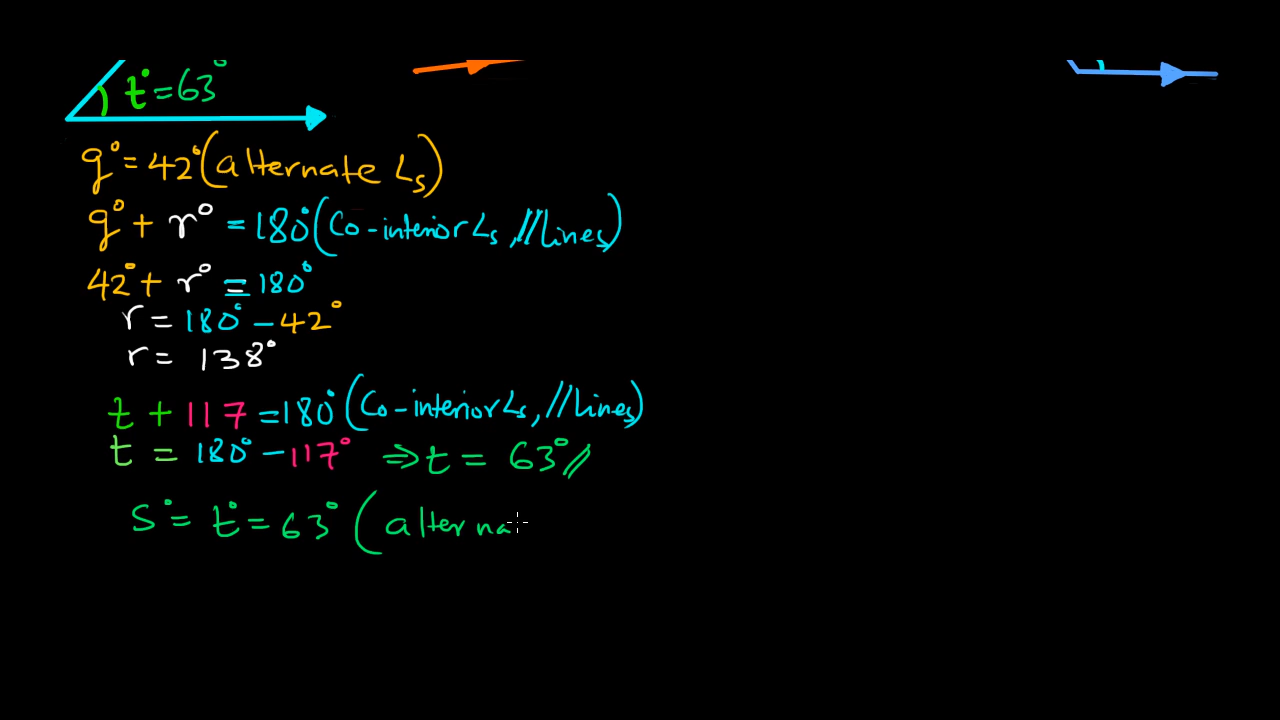 t° = 63°
q° = 42° (alternate ∠s)
q° + r° = 180° (Co-interior ∠s, // lines)
42° + r° = 180°
r = 180° - 42°
r = 138°
t + 117 = 180° (Co-interior ∠s, // lines)
t = 180° - 117° ⇒ t = 63° //
s° = t° = 63° (alterna